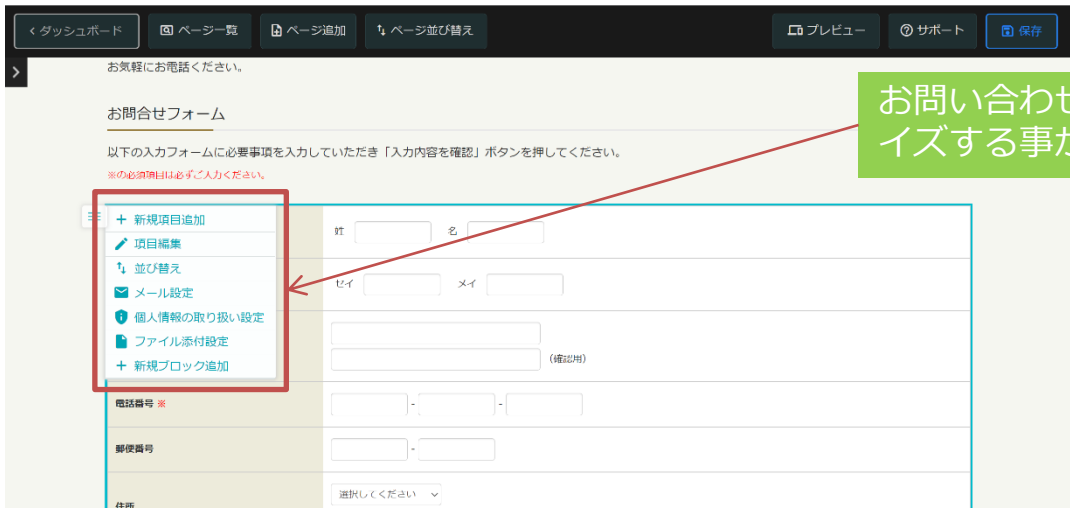 ダッシュボード
ページ一覧
ページ追加
ページ並び替え
プレビュー
サポート
保存
お気軽にお電話ください。
お問い合わ
イズする事
お問合せフォーム
以下の入力フォームに必要事項を入力していただき「入力内容を確認」ボタンを押してください。
※の必須項目は必ずご入力ください。
+ 新規項目追加
項目編集
並び替え
メール設定
個人情報の取り扱い設定
ファイル添付設定
+ 新規ブロック追加
姓
名
セイ
メイ
(確認用)
電話番号 ※
- -
郵便番号
-
住所
選択してください